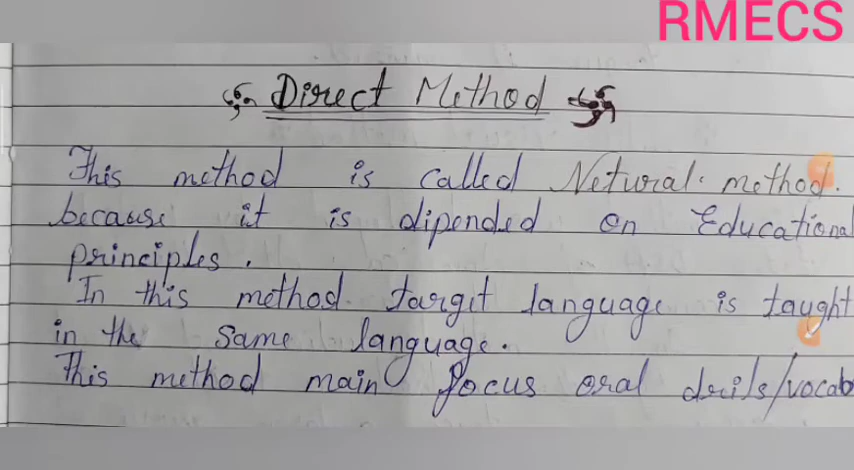 RMECS
Direct Method
This method is called Netural method.
because it is dipended on Educational
principles.
In this method target language is taught
in the same language.
This method main focus oral drils/vocab